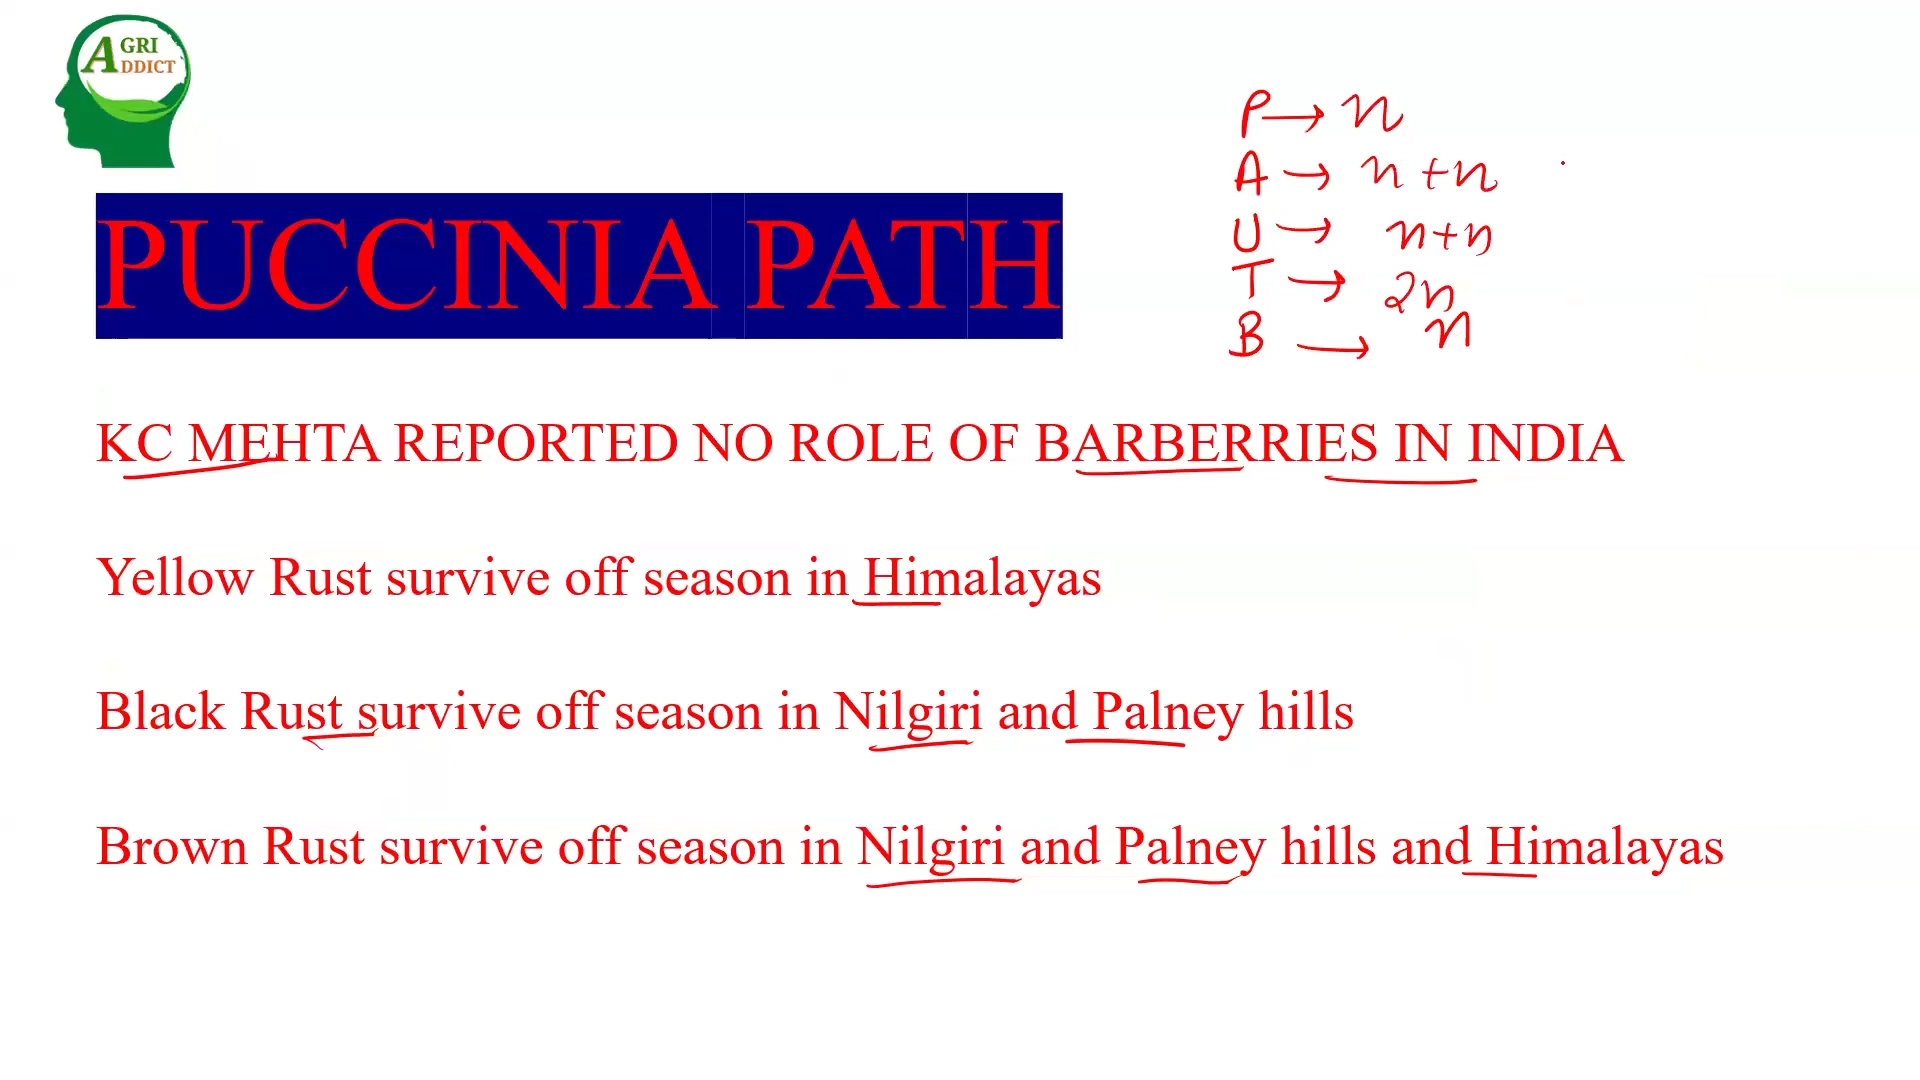 AGRI
ADDICT
P → n
A → n+n
U → n+n
T → 2n
B → n
PUCCINIA PATH
KC MEHTA REPORTED NO ROLE OF BARBERRIES IN INDIA
Yellow Rust survive off season in Himalayas
Black Rust survive off season in Nilgiri and Palney hills
Brown Rust survive off season in Nilgiri and Palney hills and Himalayas